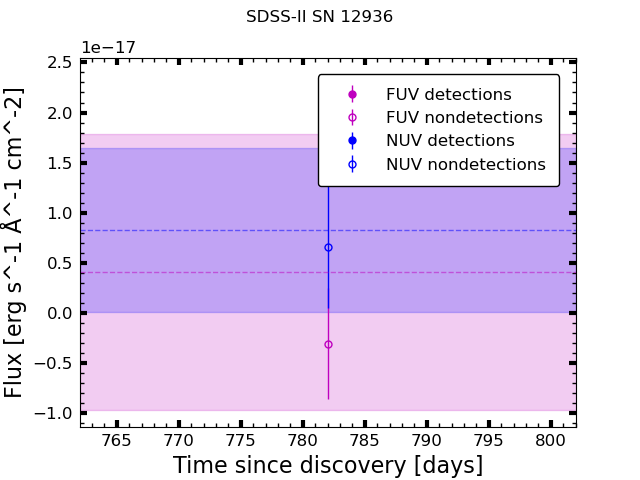 SDSS-II SN 12936
1e−17
2.5
2.0
1.5
1.0
0.5
0.0
−0.5
−1.0
Flux [erg s^-1 Å^-1 cm^-2]
FUV detections
FUV nondetections
NUV detections
NUV nondetections
765 770 775 780 785 790 795 800
Time since discovery [days]